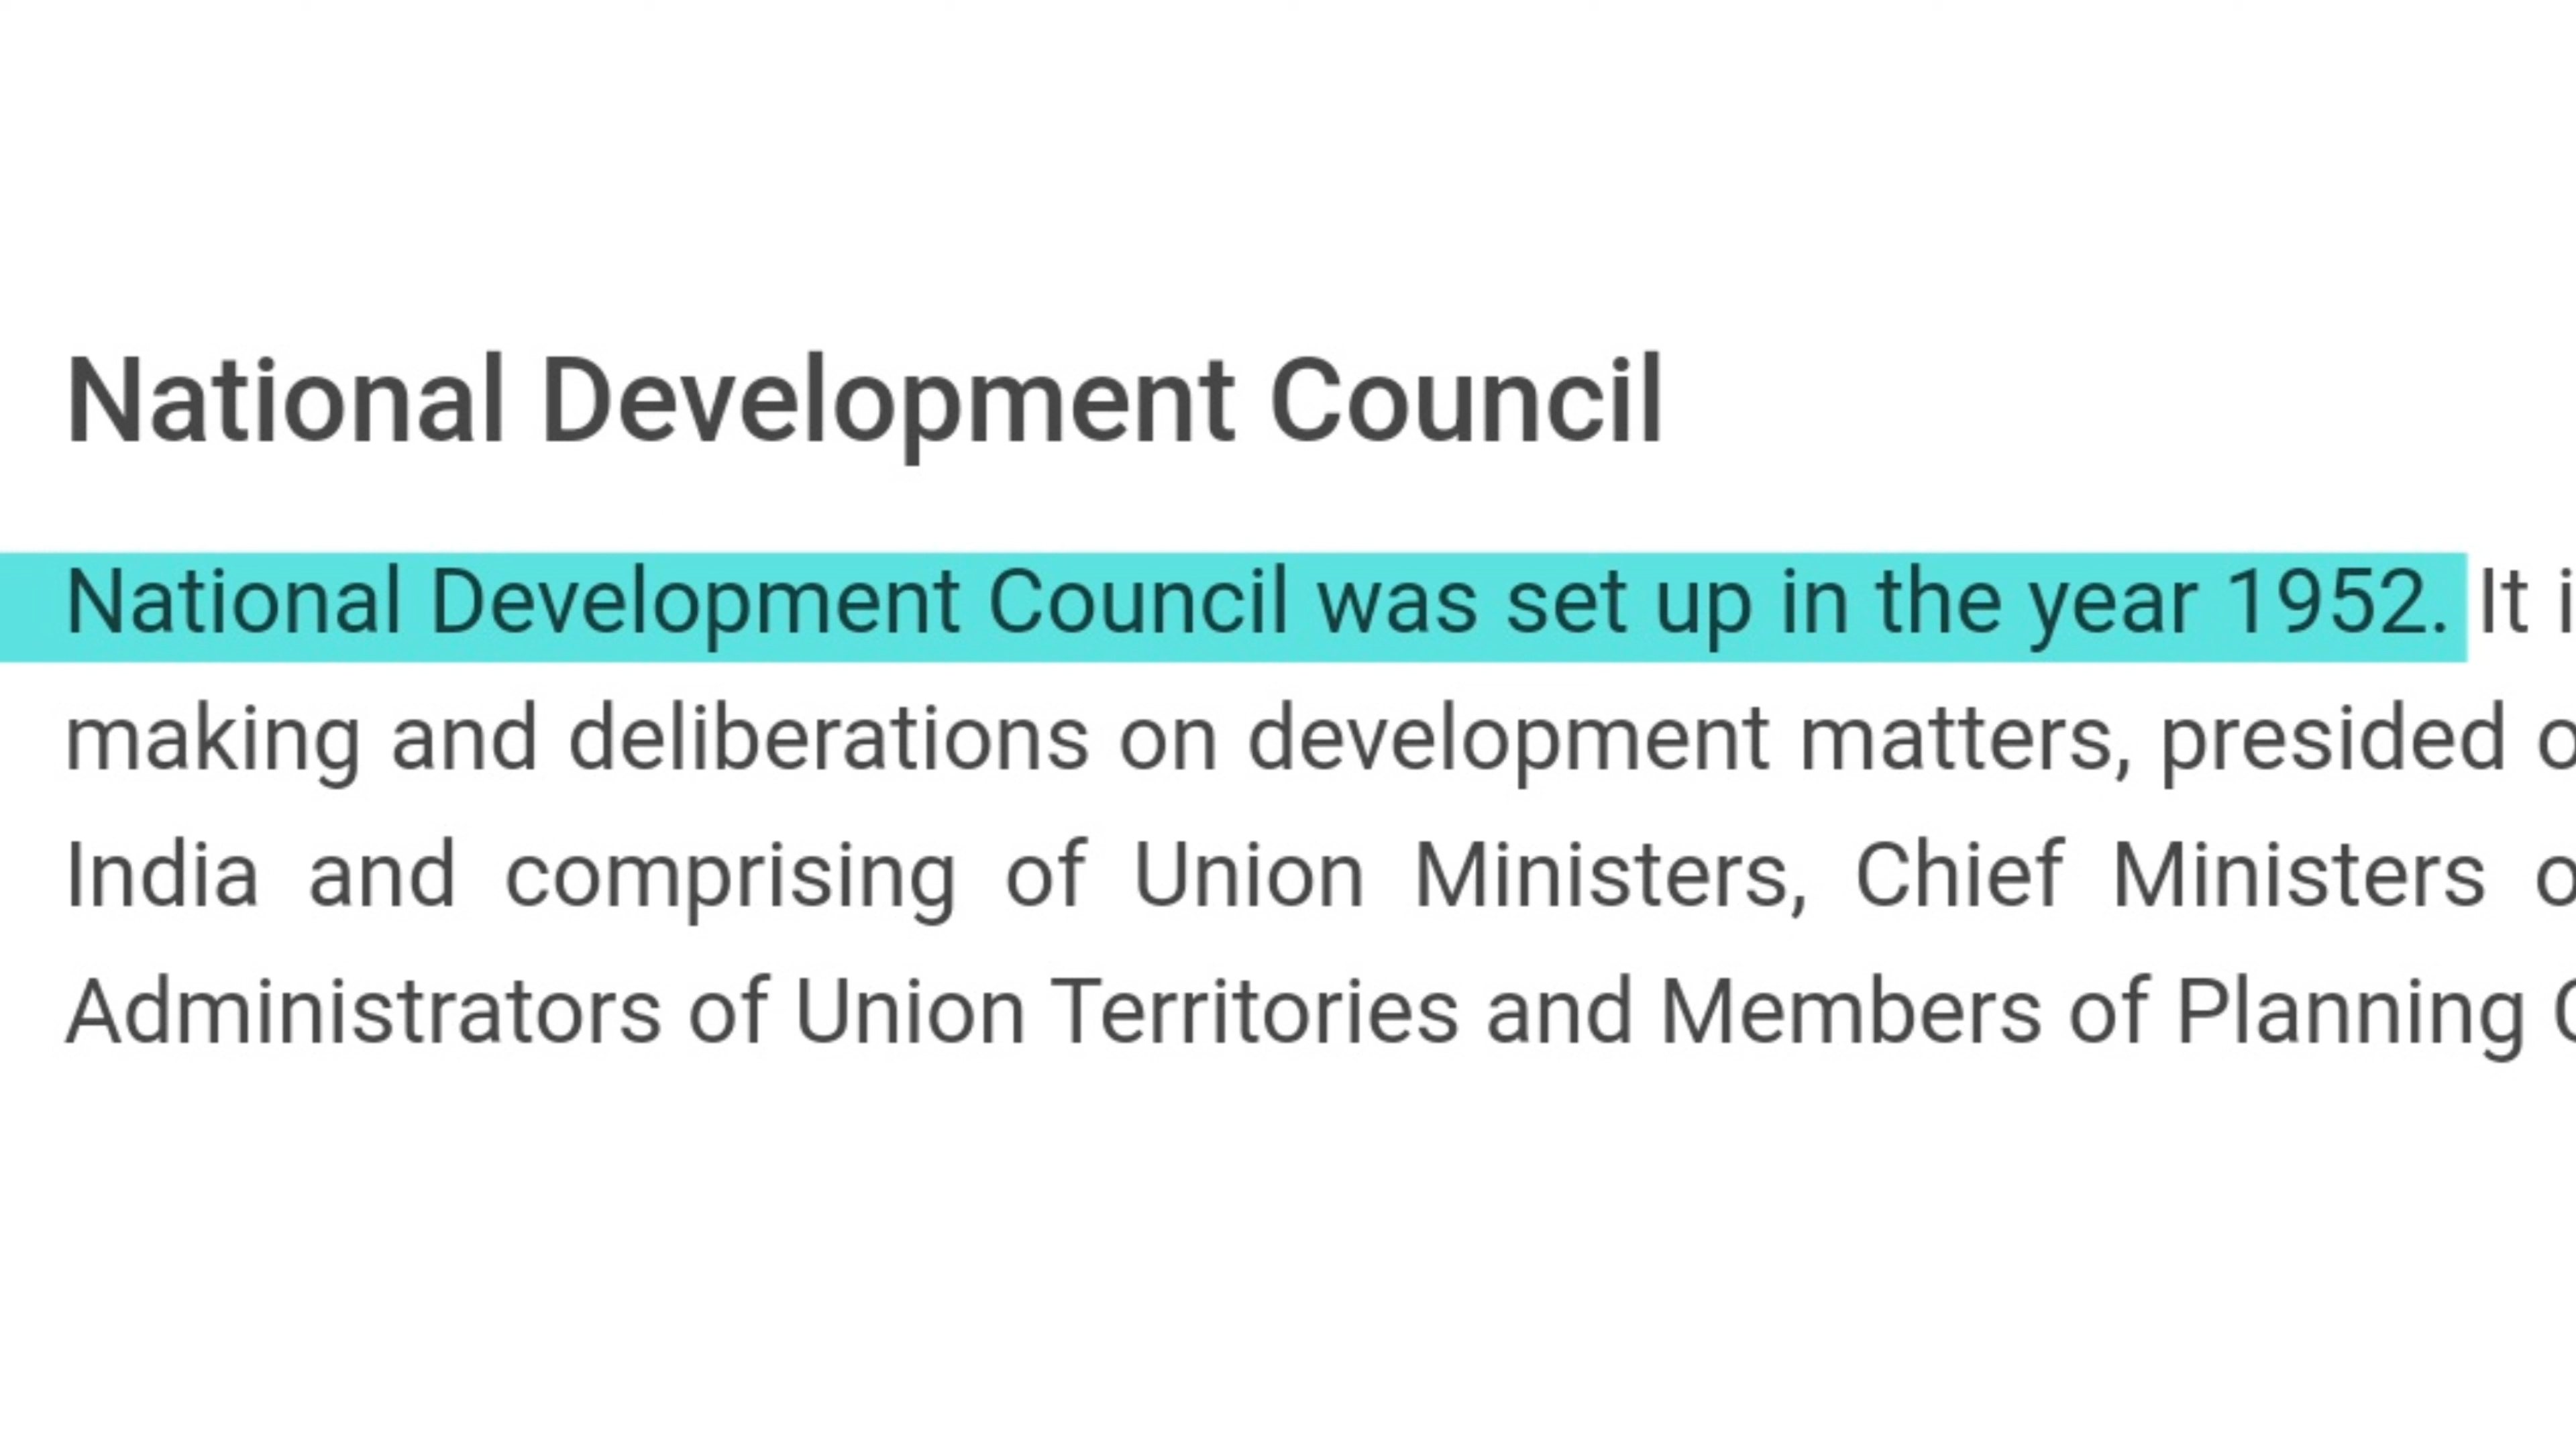 National Development Council
National Development Council was set up in the year 1952. It
making and deliberations on development matters, presided
India and comprising of Union Ministers, Chief Ministers
Administrators of Union Territories and Members of Planning